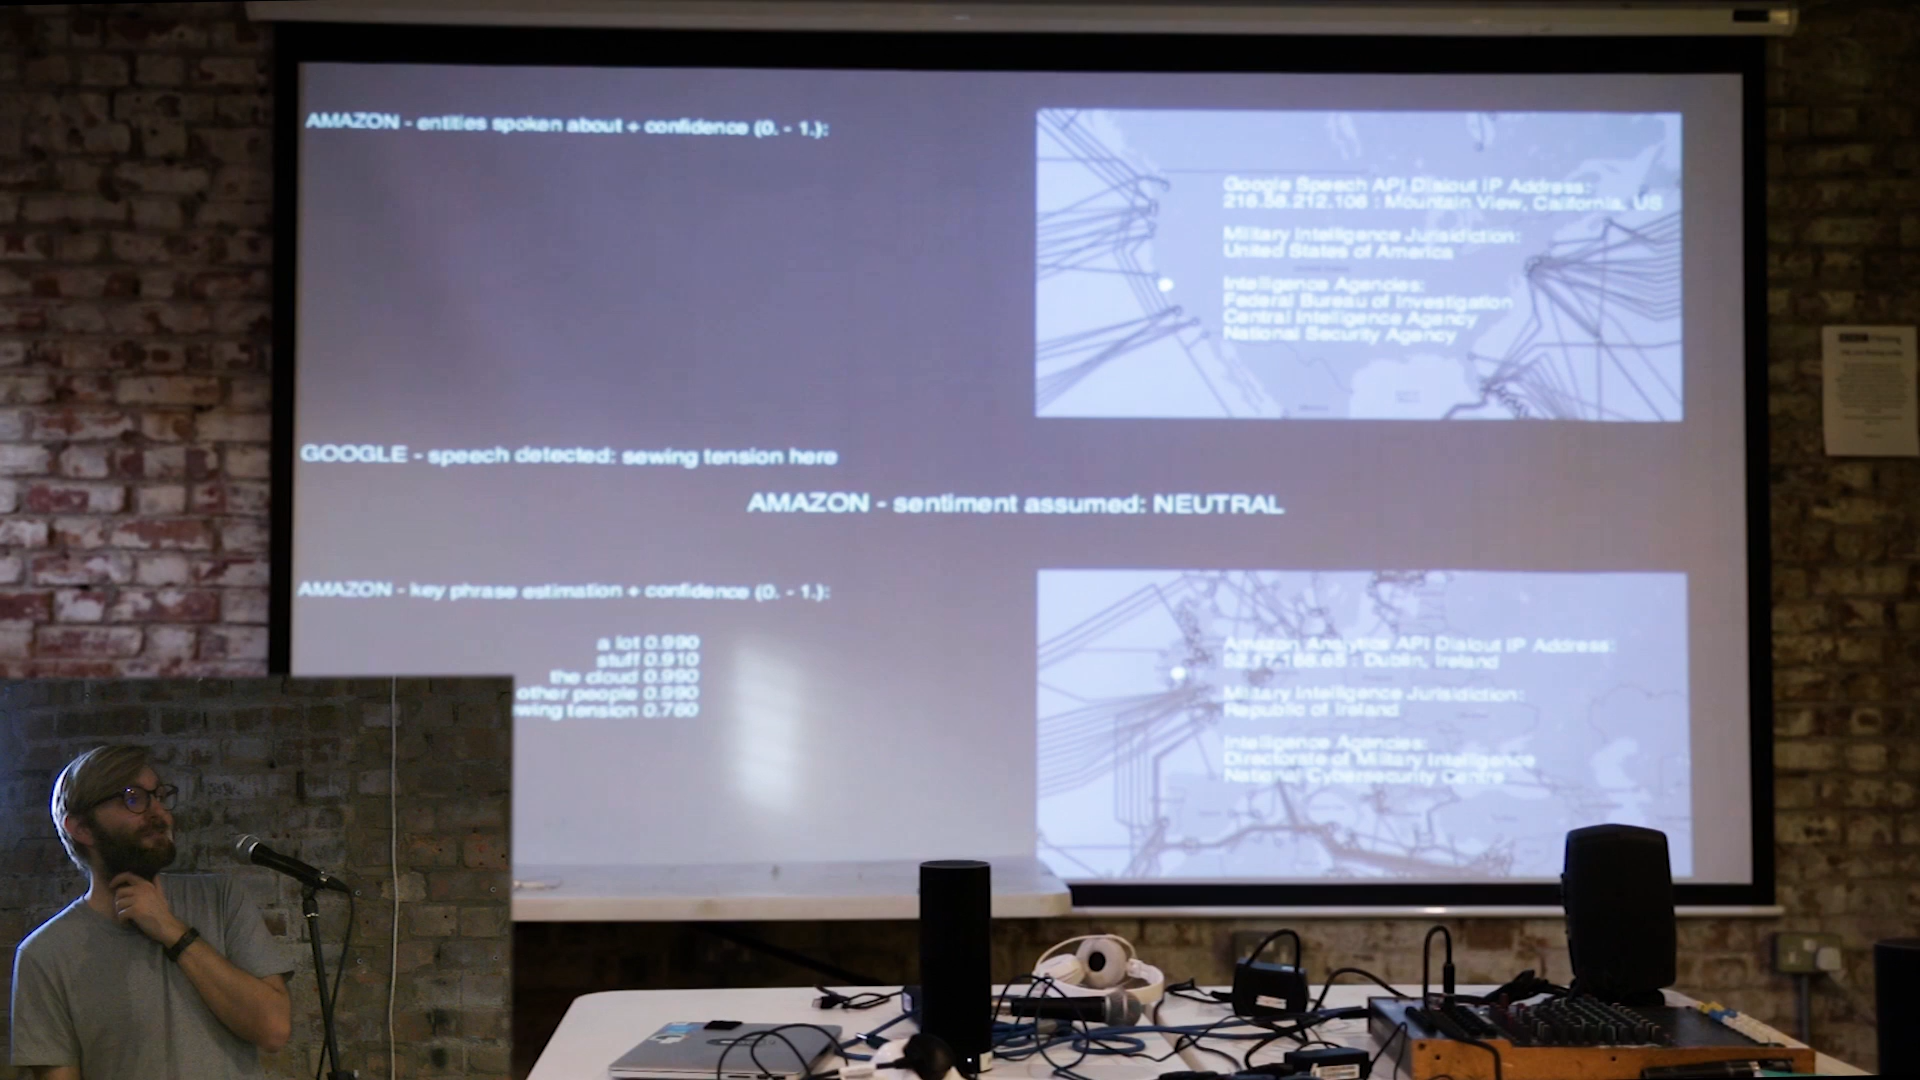 AMAZON - entities spoken about + confidence (0. - 1.):
Google Speech API Dialout IP Address:
216.58.212.106 : Mountain View, California, US
Military Intelligence Jurisdiction:
United States of America
Intelligence Agencies:
Federal Bureau of Investigation
Central Intelligence Agency
National Security Agency
GOOGLE - speech detected: sewing tension here
AMAZON - sentiment assumed: NEUTRAL
AMAZON - key phrase estimation + confidence (0. - 1.):
a lot 0.990
stuff 0.910
the cloud 0.990
other people 0.990
wing tension 0.760
Amazon Analytics API Dialout IP Address:
: Dublin, Ireland
Military Intelligence Jurisdiction:
Republic of Ireland
Intelligence Agencies:
Directorate of Military Intelligence
National Cybersecurity Centre